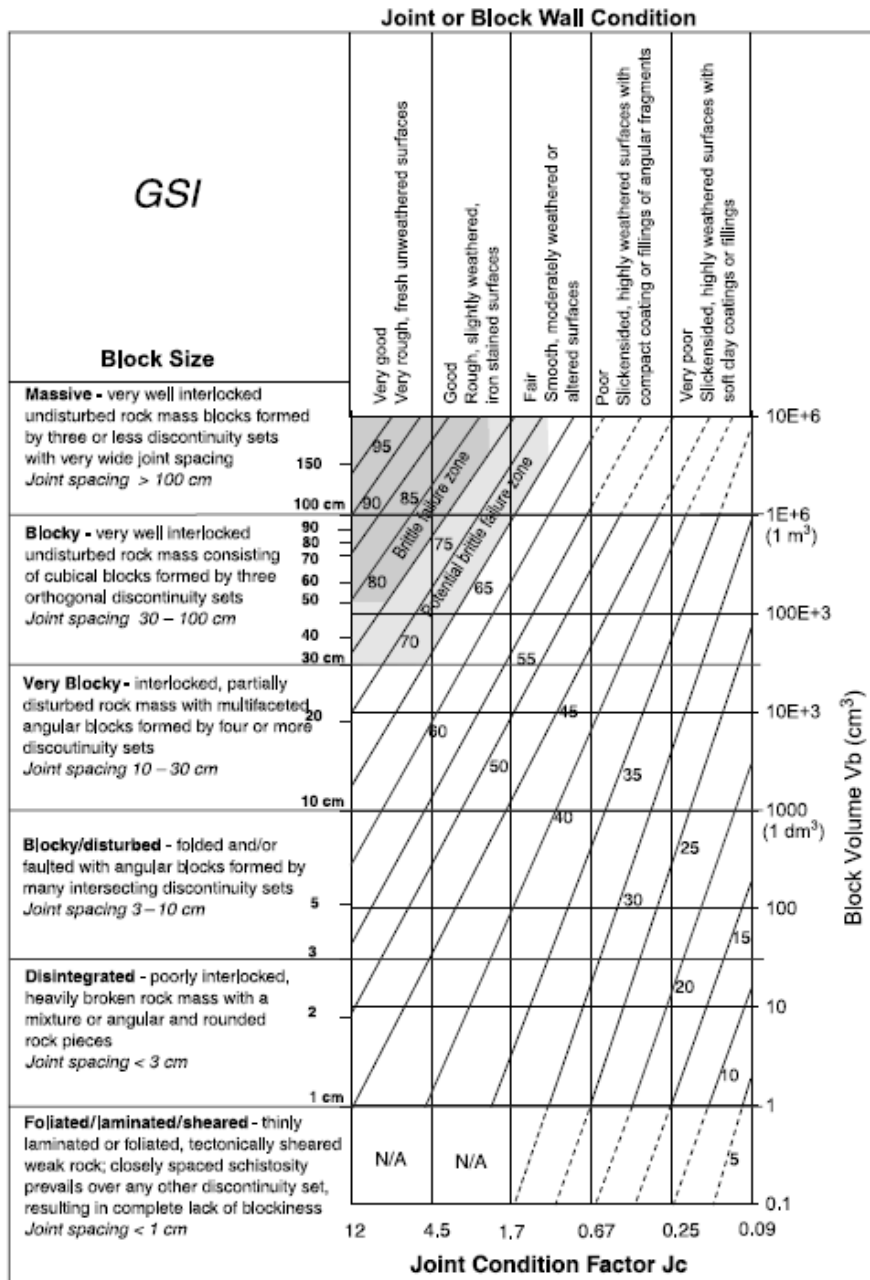 Joint or Block Wall Condition
GSI
Block Size
Very good
Very rough, fresh unweathered surfaces
Good
Rough, slightly weathered,
iron stained surfaces
Fair
Smooth, moderately weathered or
altered surfaces
Poor
Slickensided, highly weathered surfaces with
compact coating or fillings of angular fragments
Very poor
Slickensided, highly weathered surfaces with
soft clay coatings or fillings
Massive - very well interlocked
undisturbed rock mass blocks formed
by three or less discontinuity sets
with very wide joint spacing
Joint spacing > 100 cm
Blocky - very well interlocked
undisturbed rock mass consisting
of cubical blocks formed by three
orthogonal discontinuity sets
Joint spacing 30 – 100 cm
Very Blocky - interlocked, partially
disturbed rock mass with multifaceted
angular blocks formed by four or more
discoutinuity sets
Joint spacing 10 – 30 cm
Blocky/disturbed - folded and/or
faulted with angular blocks formed by
many intersecting discontinuity sets
Joint spacing 3 – 10 cm
Disintegrated - poorly interlocked,
heavily broken rock mass with a
mixture or angular and rounded
rock pieces
Joint spacing < 3 cm
Foliated/laminated/sheared - thinly
laminated or foliated, tectonically sheared
weak rock; closely spaced schistosity
prevails over any other discontinuity set,
resulting in complete lack of blockiness
Joint spacing < 1 cm
150
100 cm
90
80
70
60
50
40
30 cm
20
10 cm
5
3
2
1 cm
95
90
85
Brittle failure zone
80
75
Potential brittle failure zone
65
70
55
60
45
50
35
40
25
30
15
20
10
5
N/A
N/A
10E+6
1E+6
(1 m³)
100E+3
10E+3
1000
(1 dm³)
100
10
1
0.1
Block Volume Vb (cm³)
12
4.5
1.7
0.67
0.25
0.09
Joint Condition Factor Jc